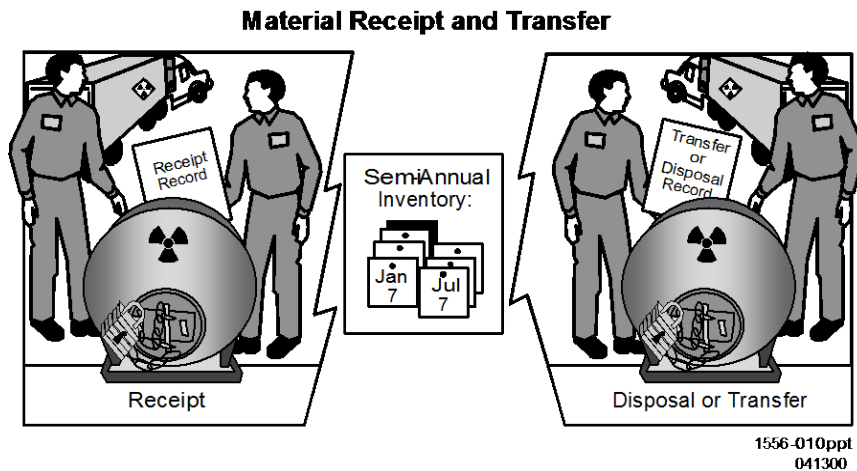 Material Receipt and Transfer
Receipt
Record
Semi-Annual
Inventory:
Jan
7
Jul
7
Transfer
or
Disposal
Record
Receipt
Disposal or Transfer
1556-010ppt
041300